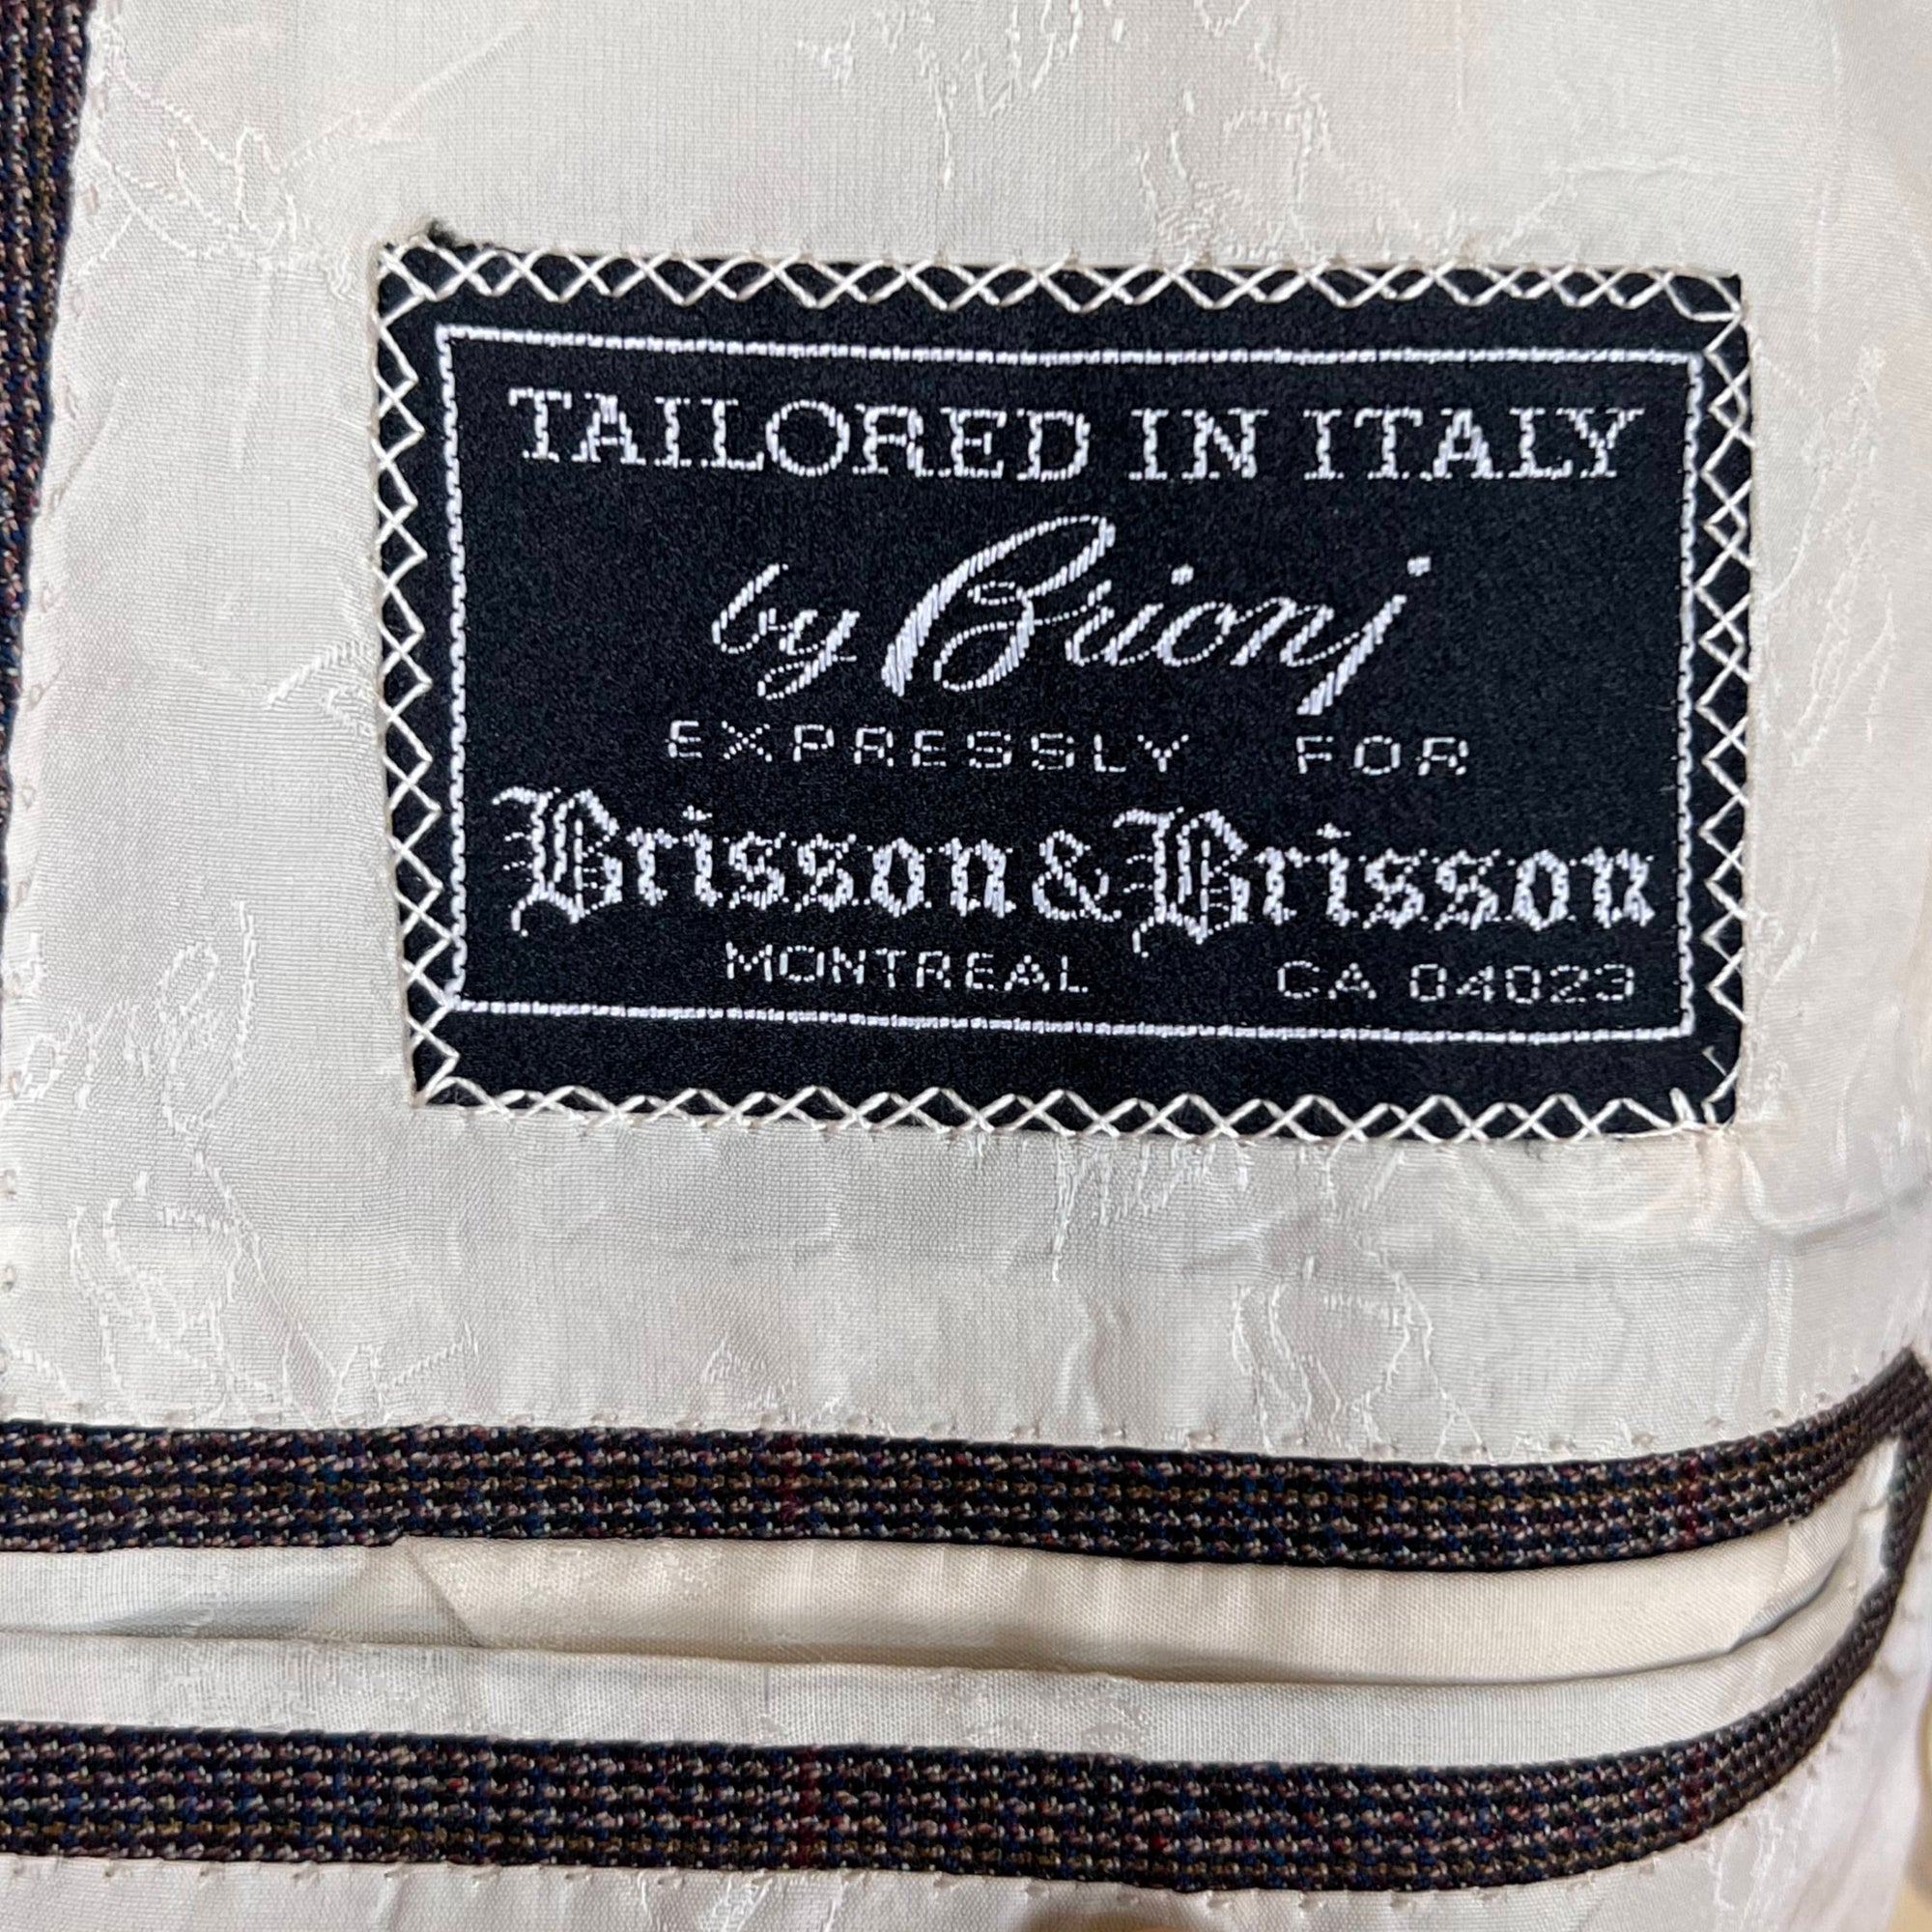 TAILORED IN ITALY
by Brioni
EXPRESSLY FOR
Brisson & Brisson
MONTREAL CA 04023